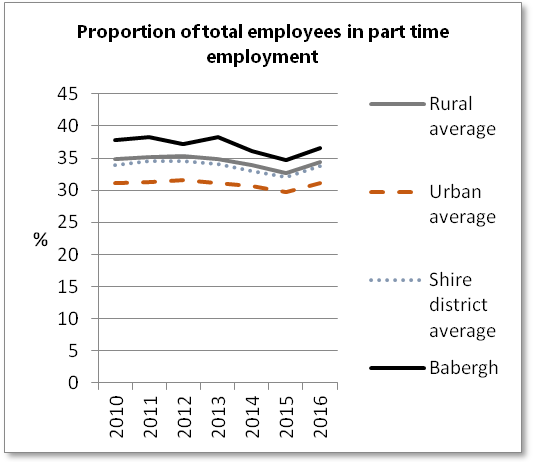 Proportion of total employees in part time
employment
45
40
35
30
25
20
15
10
5
0
%
2010
2011
2012
2013
2014
2015
2016
Rural
average
Urban
average
Shire
district
average
Babergh